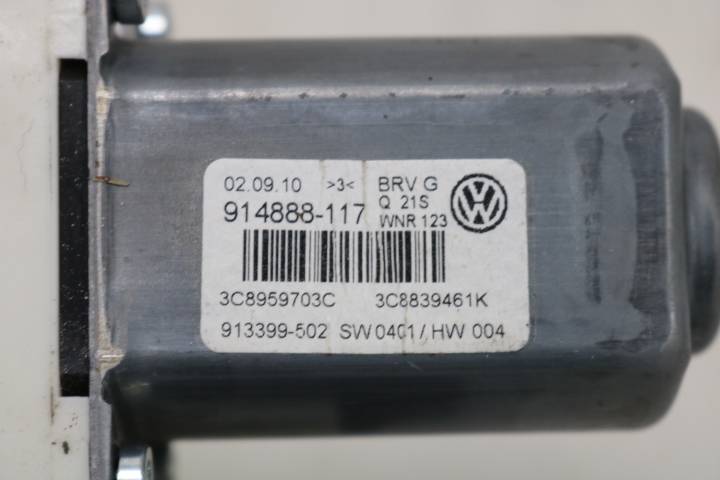 02.09.10 >3< BRV G
Q 21S
914888-117 WNR 123
3C8959703C 3C8839461K
913399-502 SW 0401 / HW 004